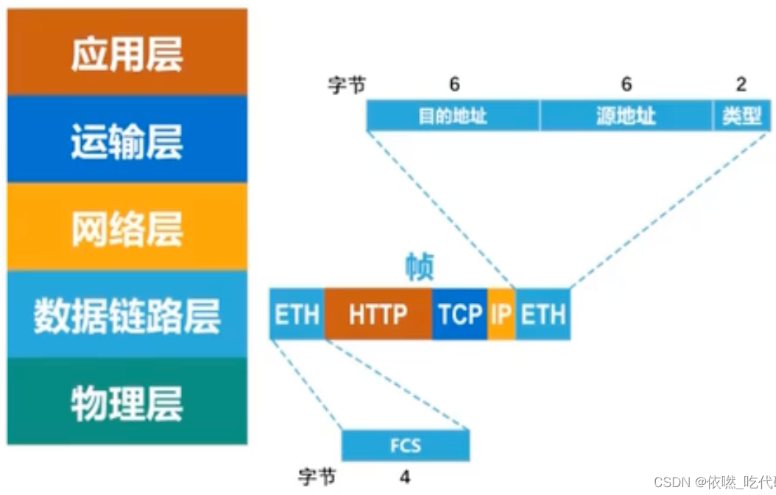 应用层
运输层
网络层
数据链路层
物理层
字节 6 6 2
目的地址 源地址 类型
帧
ETH HTTP TCP IP ETH
FCS
字节 4
CSDN @依嘫_吃代